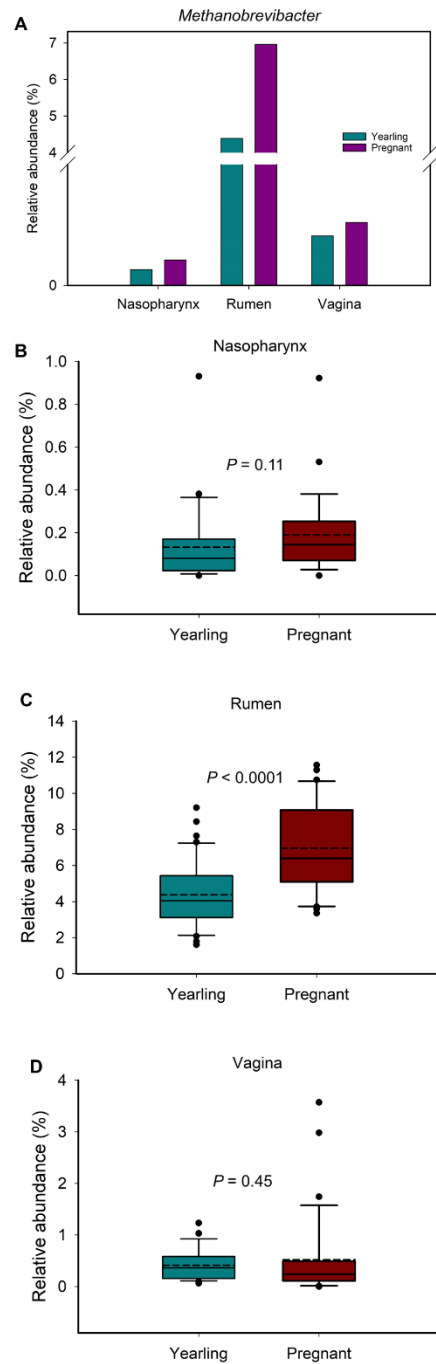 Methanobrevibacter
A
Relative abundance (%)
7
6
5
4
0
Yearling
Pregnant
Nasopharynx Rumen Vagina
B
Nasopharynx
Relative abundance (%)
1.0
0.8
0.6
0.4
0.2
0.0
P = 0.11
Yearling Pregnant
C
Rumen
Relative abundance (%)
14
12
10
8
6
4
2
0
P < 0.0001
Yearling Pregnant
D
Vagina
Relative abundance (%)
4
3
2
1
0
P = 0.45
Yearling Pregnant